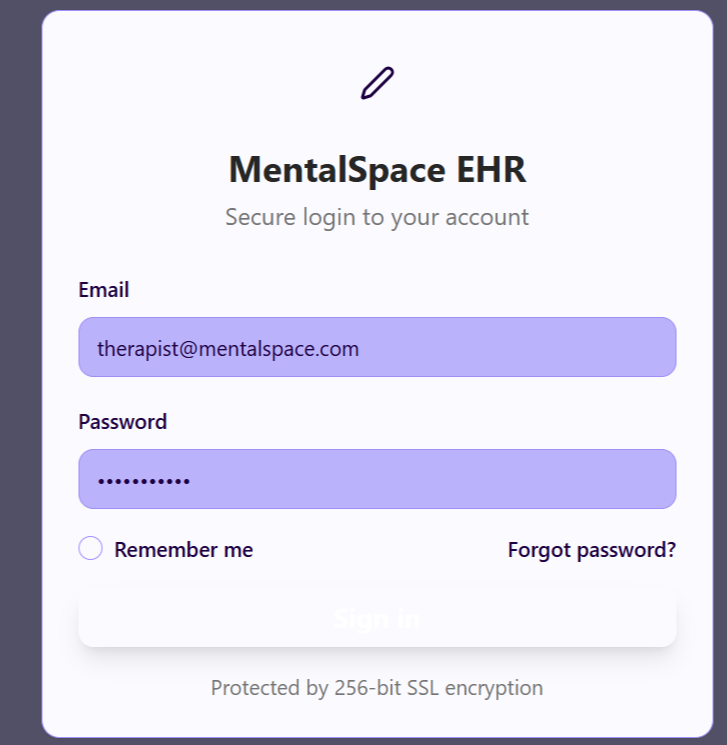 MentalSpace EHR
Secure login to your account
Email
therapist@mentalspace.com
Password
•••••••••••
Remember me
Forgot password?
Sign in
Protected by 256-bit SSL encryption